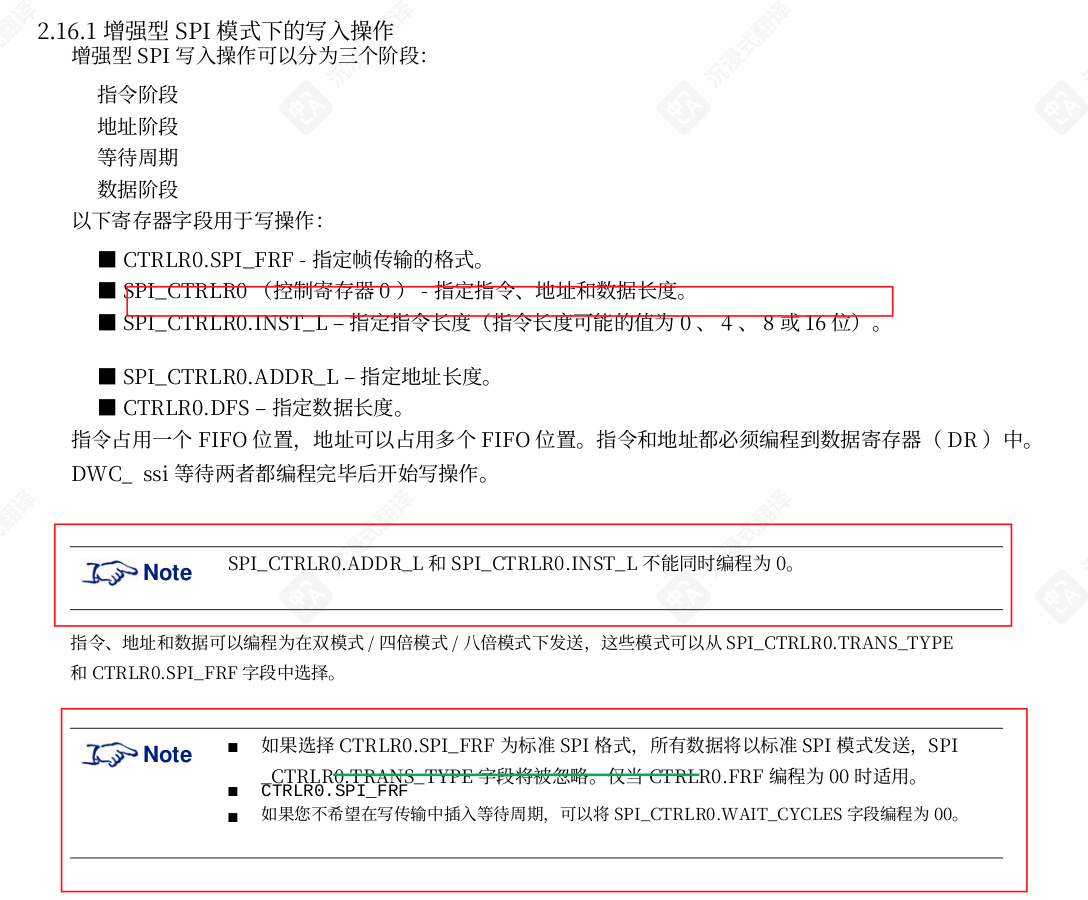 2.16.1 增强型 SPI 模式下的写入操作
增强型 SPI 写入操作可以分为三个阶段：
指令阶段
地址阶段
等待周期
数据阶段
以下寄存器字段用于写操作：
■ CTRLR0.SPI_FRF - 指定帧传输的格式。
■ SPI_CTRLR0 （控制寄存器 0 ） - 指定指令、地址和数据长度。
■ SPI_CTRLR0.INST_L – 指定指令长度（指令长度可能的值为 0 、 4 、 8 或 16 位） 。
■ SPI_CTRLR0.ADDR_L – 指定地址长度。
■ CTRLR0.DFS – 指定数据长度。
指令占用一个 FIFO 位置，地址可以占用多个 FIFO 位置。指令和地址都必须编程到数据寄存器（ DR ）中。
DWC_ ssi 等待两者都编程完毕后开始写操作。
Note SPI_CTRLR0.ADDR_L 和 SPI_CTRLR0.INST_L 不能同时编程为 0。
指令、地址和数据可以编程为在双模式 / 四倍模式 / 八倍模式下发送，这些模式可以从 SPI_CTRLR0.TRANS_TYPE
和 CTRLR0.SPI_FRF 字段中选择。
Note ■ 如果选择 CTRLR0.SPI_FRF 为标准 SPI 格式，所有数据将以标准 SPI 模式发送，SPI
_CTRLR0.TRANS_TYPE 字段将被忽略。仅当 CTRLR0.FRF 编程为 00 时适用。
■ CTRLR0.SPI_FRF
■ 如果您不希望在写传输中插入等待周期，可以将 SPI_CTRLR0.WAIT_CYCLES 字段编程为 00。
沉浸式翻译